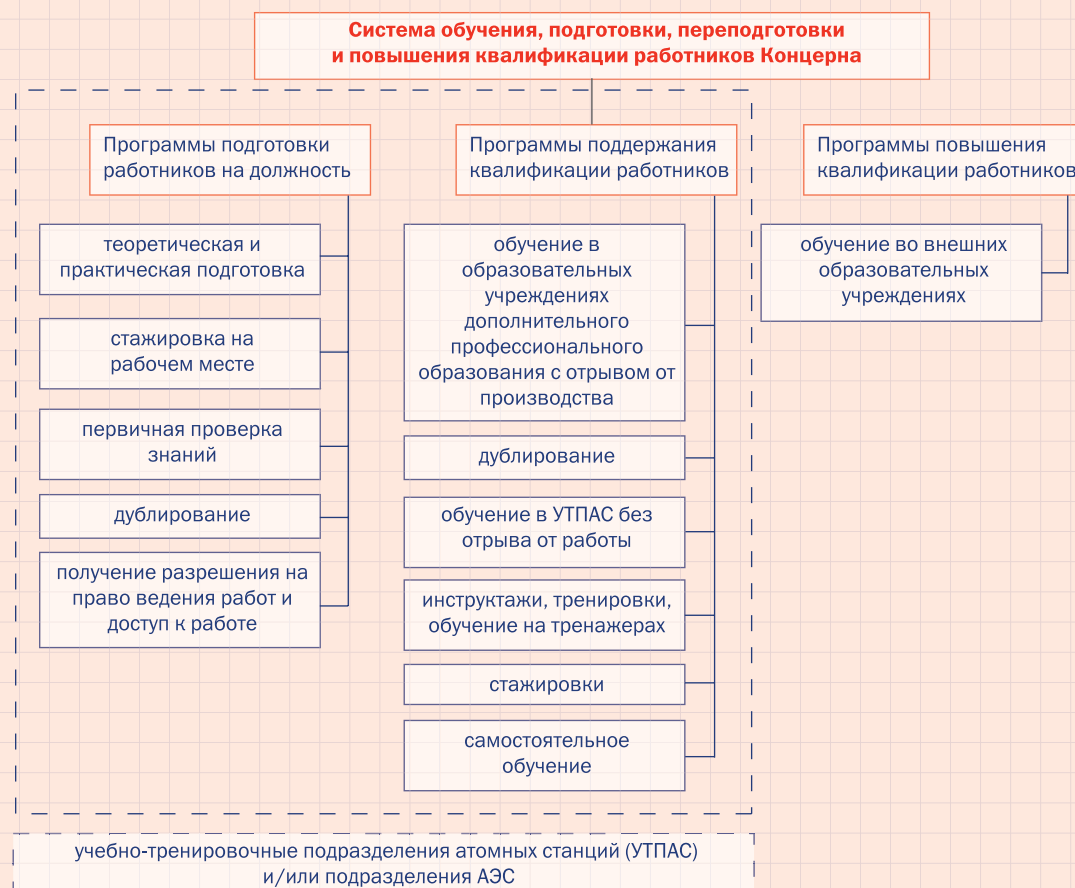 Система обучения, подготовки, переподготовки
и повышения квалификации работников Концерна
Программы подготовки
работников на должность
теоретическая и
практическая подготовка
стажировка на
рабочем месте
первичная проверка
знаний
дублирование
получение разрешения на
право ведения работ и
доступ к работе
Программы поддержания
квалификации работников
обучение в
образовательных
учреждениях
дополнительного
профессионального
образования с отрывом от
производства
дублирование
обучение в УТПАС без
отрыва от работы
инструктажи, тренировки,
обучение на тренажерах
стажировки
самостоятельное
обучение
Программы повышения
квалификации работников
обучение во внешних
образовательных
учреждениях
учебно-тренировочные подразделения атомных станций (УТПАС)
и/или подразделения АЭС